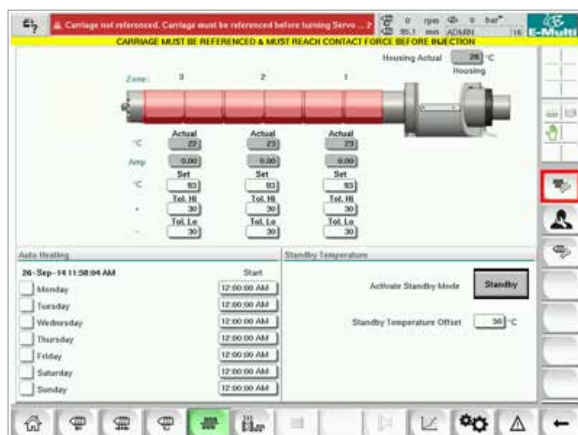 Carriage not referenced. Carriage must be referenced before turning Servo ... 2
0 rpm 0 bar
95.1 mm ADMIN 16
E-Multi
CARRIAGE MUST BE REFERENCED & MUST REACH CONTACT FORCE BEFORE INJECTION
Housing Actual 28 °C
Housing
Zone: 3 2 1
Actual Actual Actual
°C 22 23 23
Amp 0.00 0.00 0.00
Set Set Set
°C 93 93 93
Tol. Hi Tol. Hi Tol. Hi
+ 30 30 30
Tol. Lo Tol. Lo Tol. Lo
- 30 30 30
Auto Heating
Standby Temperature
26-Sep-14 11:58:04 AM Start
Monday 12:00:00 AM
Tuesday 12:00:00 AM
Wednesday 12:00:00 AM
Thursday 12:00:00 AM
Friday 12:00:00 AM
Saturday 12:00:00 AM
Sunday 12:00:00 AM
Activate Standby Mode Standby
Standby Temperature Offset 50 °C